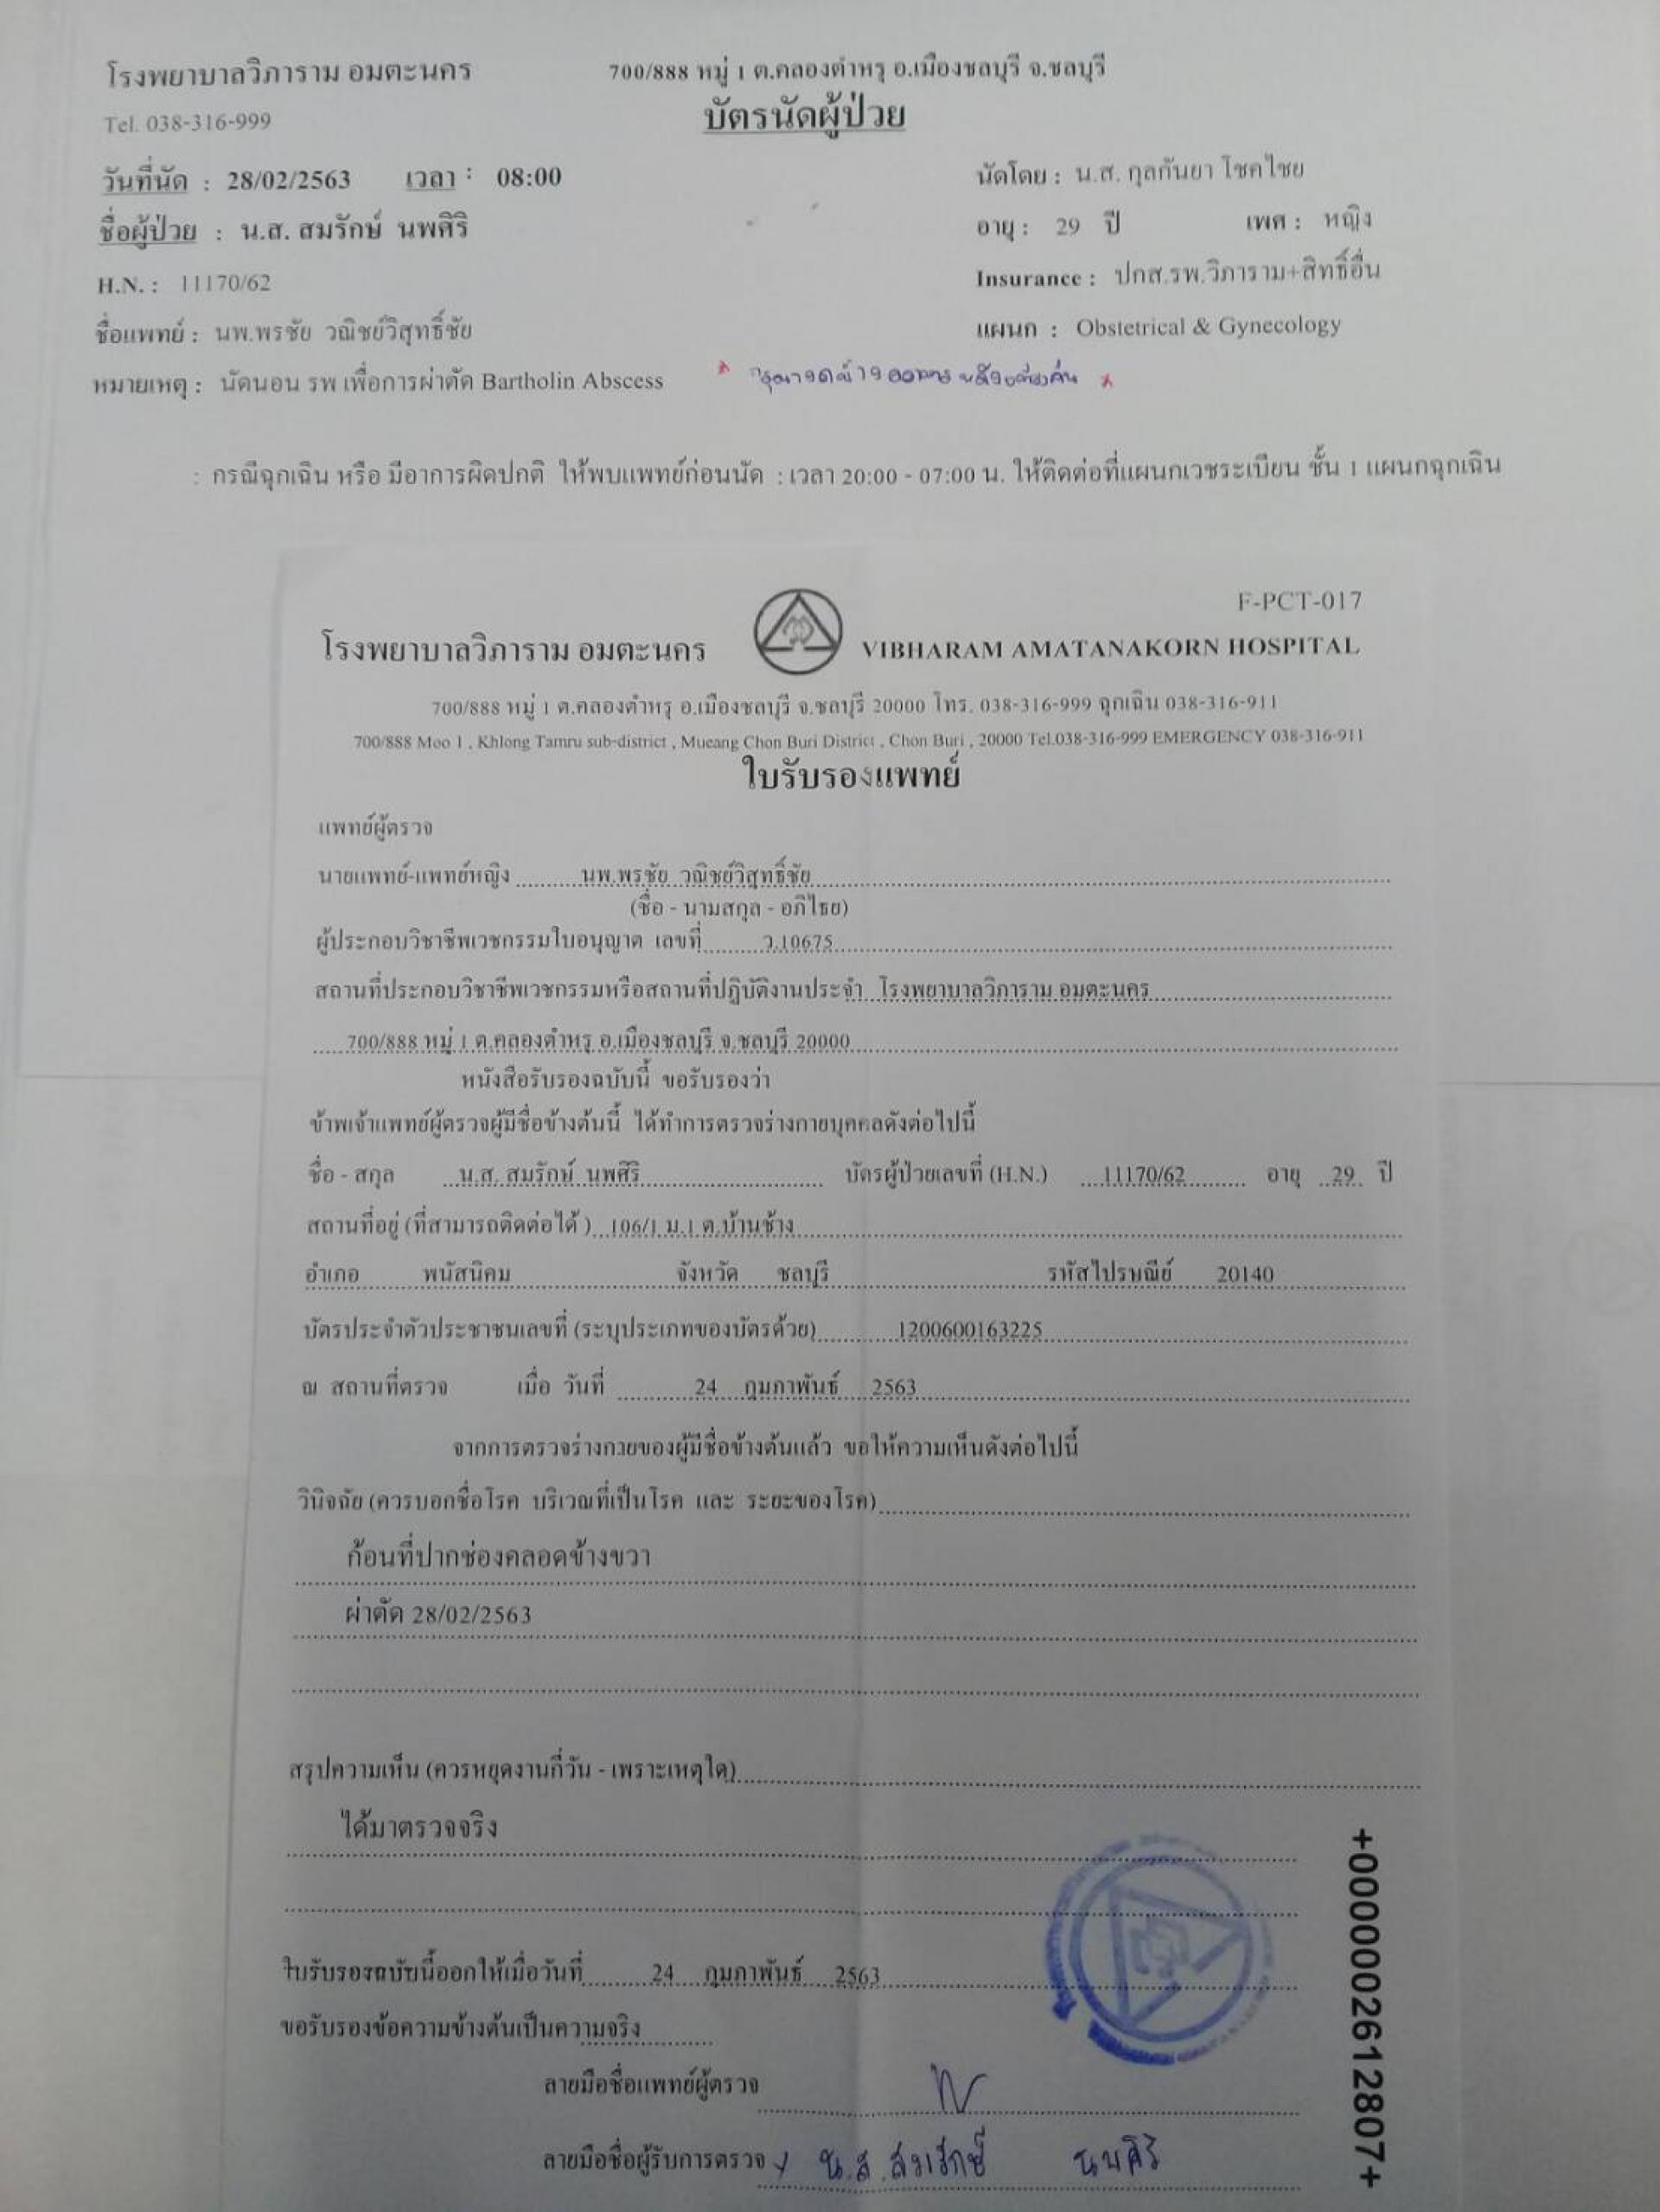 โรงพยาบาลวิภาราม อมตะนคร 700/888 หมู่ 1 ต.คลองตำหรุ อ.เมืองชลบุรี จ.ชลบุรี
Tel. 038-316-999 บัตรนัดผู้ป่วย
วันที่นัด : 28/02/2563 เวลา : 08:00 นัดโดย : น.ส. กุลกันยา โชคไชย
ชื่อผู้ป่วย : น.ส. สมรักษ์ นพศิริ อายุ : 29 ปี เพศ : หญิง
H.N. : 11170/62 Insurance : ปกส.รพ.วิภาราม+สิทธิ์อื่น
ชื่อแพทย์ : นพ.พรชัย วณิชย์วิสุทธิ์ชัย แผนก : Obstetrical & Gynecology
หมายเหตุ : นัดนอน รพ เพื่อการผ่าตัด Bartholin Abscess
: กรณีฉุกเฉิน หรือ มีอาการผิดปกติ ให้พบแพทย์ก่อนนัด : เวลา 20:00 - 07:00 น. ให้ติดต่อที่แผนกเวชระเบียน ชั้น 1 แผนกฉุกเฉิน
F-PCT-017
โรงพยาบาลวิภาราม อมตะนคร VIBHARAM AMATANAKORN HOSPITAL
700/888 หมู่ 1 ต.คลองตำหรุ อ.เมืองชลบุรี จ.ชลบุรี 20000 โทร. 038-316-999 ฉุกเฉิน 038-316-911
700/888 Moo 1 , Khlong Tamru sub-district , Mueang Chon Buri District , Chon Buri , 20000 Tel.038-316-999 EMERGENCY 038-316-911
ใบรับรองแพทย์
แพทย์ผู้ตรวจ
นายแพทย์-แพทย์หญิง นพ.พรชัย วณิชย์วิสุทธิ์ชัย
(ชื่อ - นามสกุล - อภิไธย)
ผู้ประกอบวิชาชีพเวชกรรมใบอนุญาต เลขที่ ว.10675
สถานที่ประกอบวิชาชีพเวชกรรมหรือสถานที่ปฏิบัติงานประจำ โรงพยาบาลวิภาราม อมตะนคร
700/888 หมู่ 1 ต.คลองตำหรุ อ.เมืองชลบุรี จ.ชลบุรี 20000
หนังสือรับรองฉบับนี้ ขอรับรองว่า
ข้าพเจ้าแพทย์ผู้ตรวจผู้มีชื่อข้างต้นนี้ ได้ทำการตรวจร่างกายบุคคลดังต่อไปนี้
ชื่อ - สกุล น.ส. สมรักษ์ นพศิริ บัตรผู้ป่วยเลขที่ (H.N.) 11170/62 อายุ 29 ปี
สถานที่อยู่ (ที่สามารถติดต่อได้ ) 106/1 ม.1 ต.บ้านช้าง
อำเภอ พนัสนิคม จังหวัด ชลบุรี รหัสไปรษณีย์ 20140
บัตรประจำตัวประชาชนเลขที่ (ระบุประเภทของบัตรด้วย) 1200600163225
ณ สถานที่ตรวจ เมื่อ วันที่ 24 กุมภาพันธ์ 2563
จากการตรวจร่างกายของผู้มีชื่อข้างต้นแล้ว ขอให้ความเห็นดังต่อไปนี้
วินิจฉัย (ควรบอกชื่อโรค บริเวณที่เป็นโรค และ ระยะของโรค)
ก้อนที่ปากช่องคลอดข้างขวา
ผ่าตัด 28/02/2563
สรุปความเห็น (ควรหยุดงานกี่วัน - เพราะเหตุใด)
ได้มาตรวจจริง
ใบรับรองฉบับนี้ออกให้เมื่อวันที่ 24 กุมภาพันธ์ 2563
ขอรับรองข้อความข้างต้นเป็นความจริง
ลายมือชื่อแพทย์ผู้ตรวจ
ลายมือชื่อผู้รับการตรวจ น.ส.สมรักษ์ นพศิริ
+0000002612807+